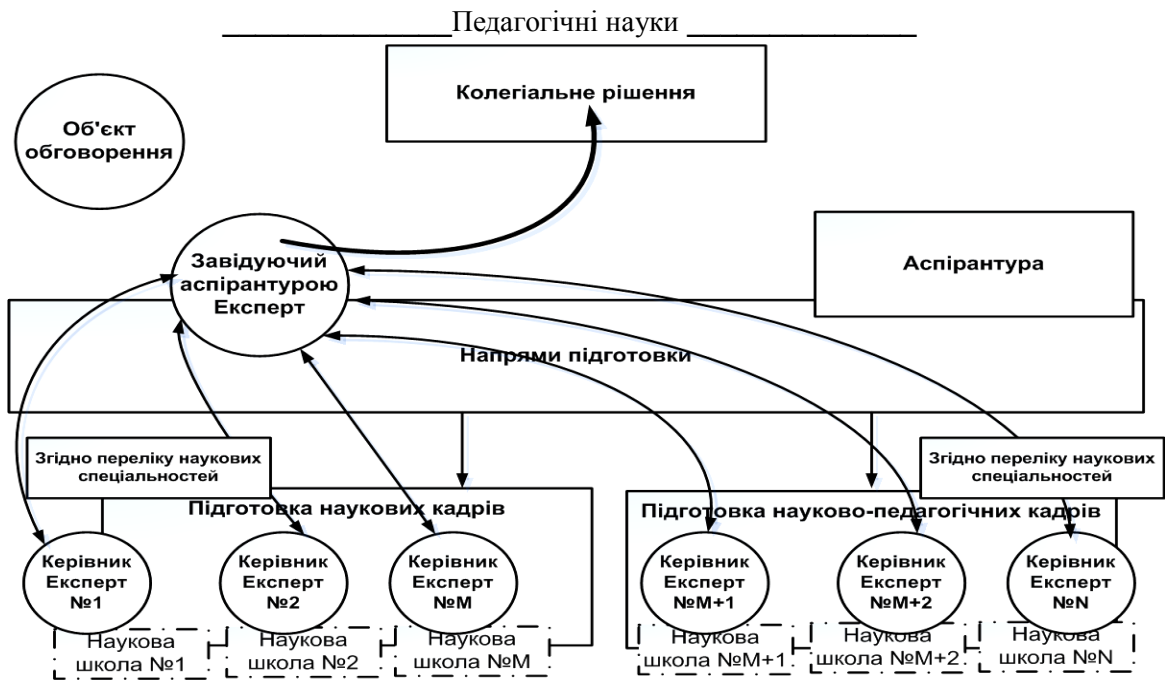 Педагогічні науки
Колегіальне рішення
Об'єкт
обговорення
Завідуючий
аспірантурою
Експерт
Аспірантура
Напрями підготовки
Згідно переліку наукових
спеціальностей
Згідно переліку наукових
спеціальностей
Підготовка наукових кадрів
Підготовка науково-педагогічних кадрів
Керівник
Експерт
№1
Керівник
Експерт
№2
Керівник
Експерт
№М
Керівник
Експерт
№М+1
Керівник
Експерт
№М+2
Керівник
Експерт
№N
Наукова
школа №1
Наукова
школа №2
Наукова
школа №М
Наукова
школа №М+1
Наукова
школа №М+2
Наукова
школа №N